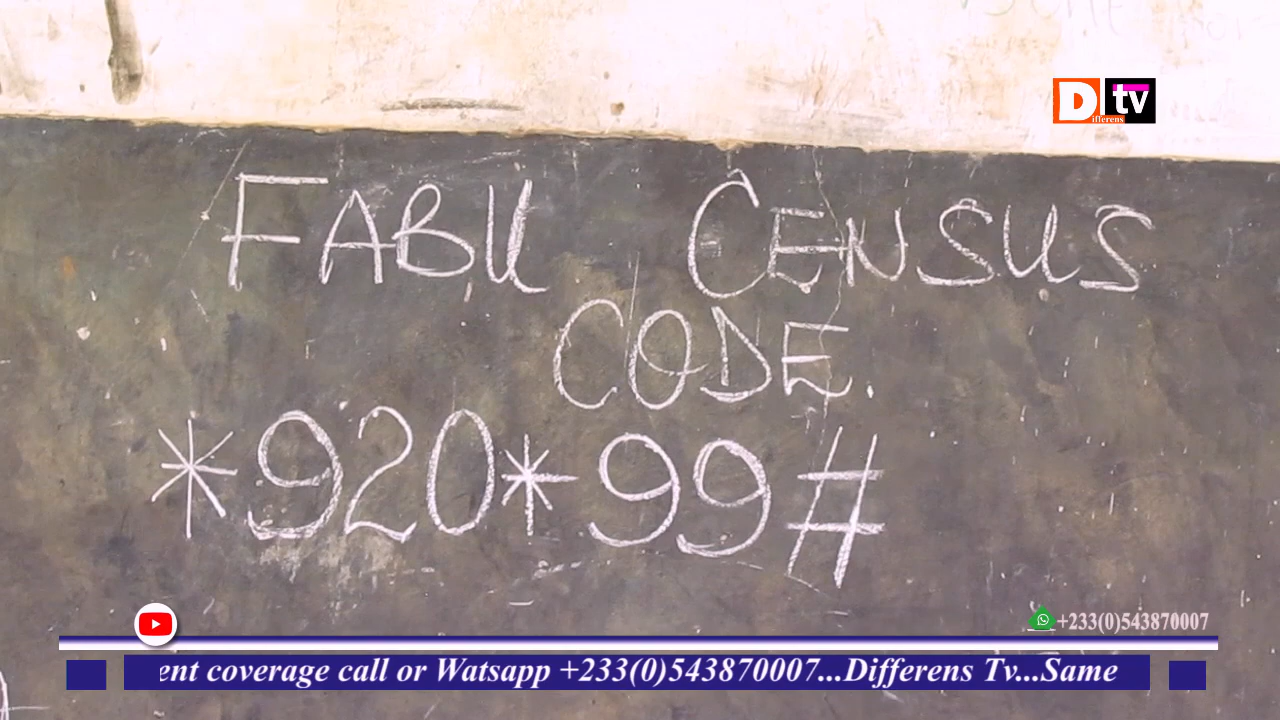 D ifferens tv
FABU CENSUS
CODE.
*920*99#
+233(0)543870007
ent coverage call or Watsapp +233(0)543870007...Differens Tv...Same